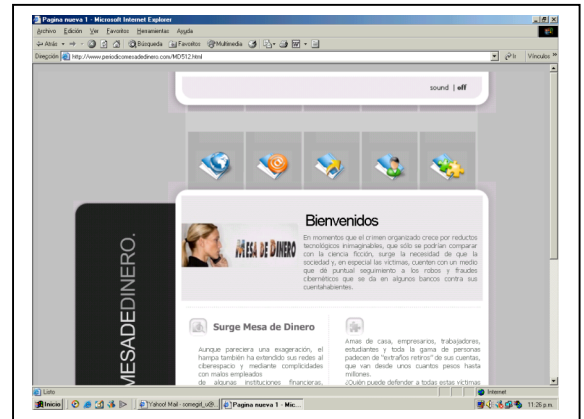 Pagina nueva 1 - Microsoft Internet Explorer
Archivo Edición Ver Favoritos Herramientas Ayuda
Atrás Búsqueda Favoritos Multimedia
Dirección http://www.periodicomesadedinero.com/MD512.html Ir Vínculos »
sound | off
MESADEDINERO.
MESA DE DINERO
Bienvenidos
En momentos que el crimen organizado crece por reductos
tecnológicos inimaginables, que sólo se podrían comparar
con la ciencia ficción, surge la necesidad de que la
sociedad y, en especial las víctimas, cuenten con un medio
que dé puntual seguimiento a los robos y fraudes
cibernéticos que se da en algunos bancos contra sus
cuentahabientes.
Surge Mesa de Dinero
Aunque pareciera una exageración, el
hampa también ha extendido sus redes al
ciberespacio y mediante complicidades
con malos empleados
de algunas instituciones financieras,
Amas de casa, empresarios, trabajadores,
estudiantes y toda la gama de personas
padecen de "extraños retiros" de sus cuentas,
que van desde unos cuantos pesos hasta
millones.
¿Quién puede defender a todas estas víctimas
Listo Internet
Inicio Yahoo! Mail - somegirl_u@... Pagina nueva 1 - Mic... 11:26 p.m.